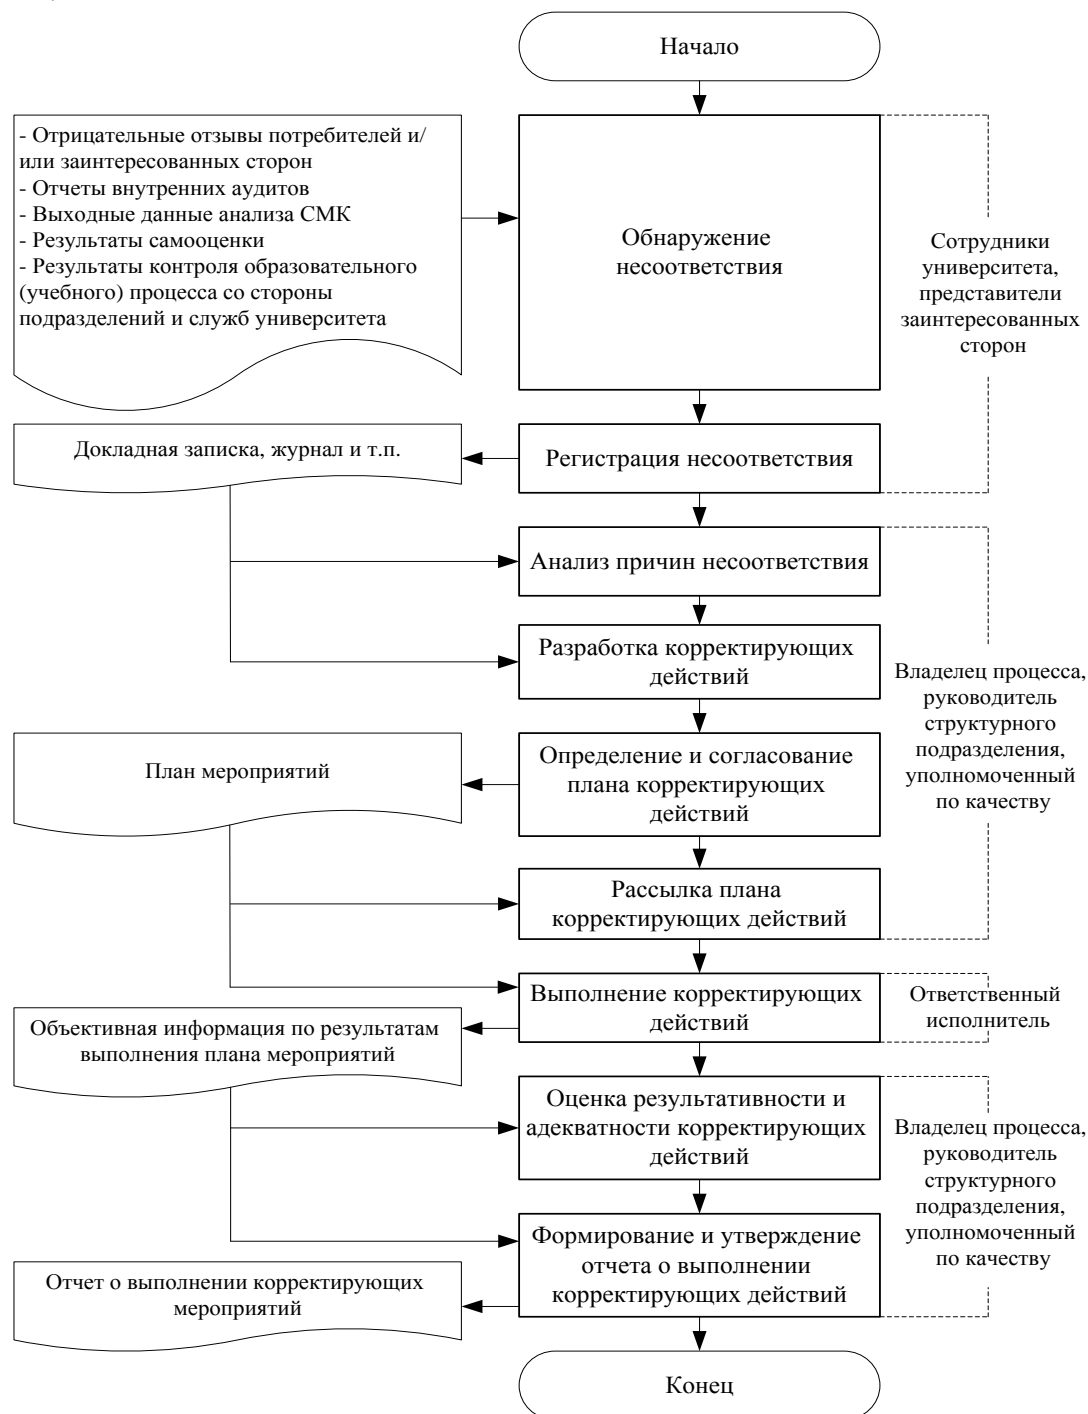 Начало
- Отрицательные отзывы потребителей и/
или заинтересованных сторон
- Отчеты внутренних аудитов
- Выходные данные анализа СМК
- Результаты самооценки
- Результаты контроля образовательного
(учебного) процесса со стороны
подразделений и служб университета
Обнаружение
несоответствия
Сотрудники
университета,
представители
заинтересованных
сторон
Докладная записка, журнал и т.п.
Регистрация несоответствия
Анализ причин несоответствия
Разработка корректирующих
действий
Владелец процесса,
руководитель
структурного
подразделения,
уполномоченный
по качеству
План мероприятий
Определение и согласование
плана корректирующих
действий
Рассылка плана
корректирующих действий
Выполнение корректирующих
действий
Ответственный
исполнитель
Объективная информация по результатам
выполнения плана мероприятий
Оценка результативности и
адекватности корректирующих
действий
Владелец процесса,
руководитель
структурного
подразделения,
уполномоченный
по качеству
Формирование и утверждение
отчета о выполнении
корректирующих действий
Отчет о выполнении корректирующих
мероприятий
Конец